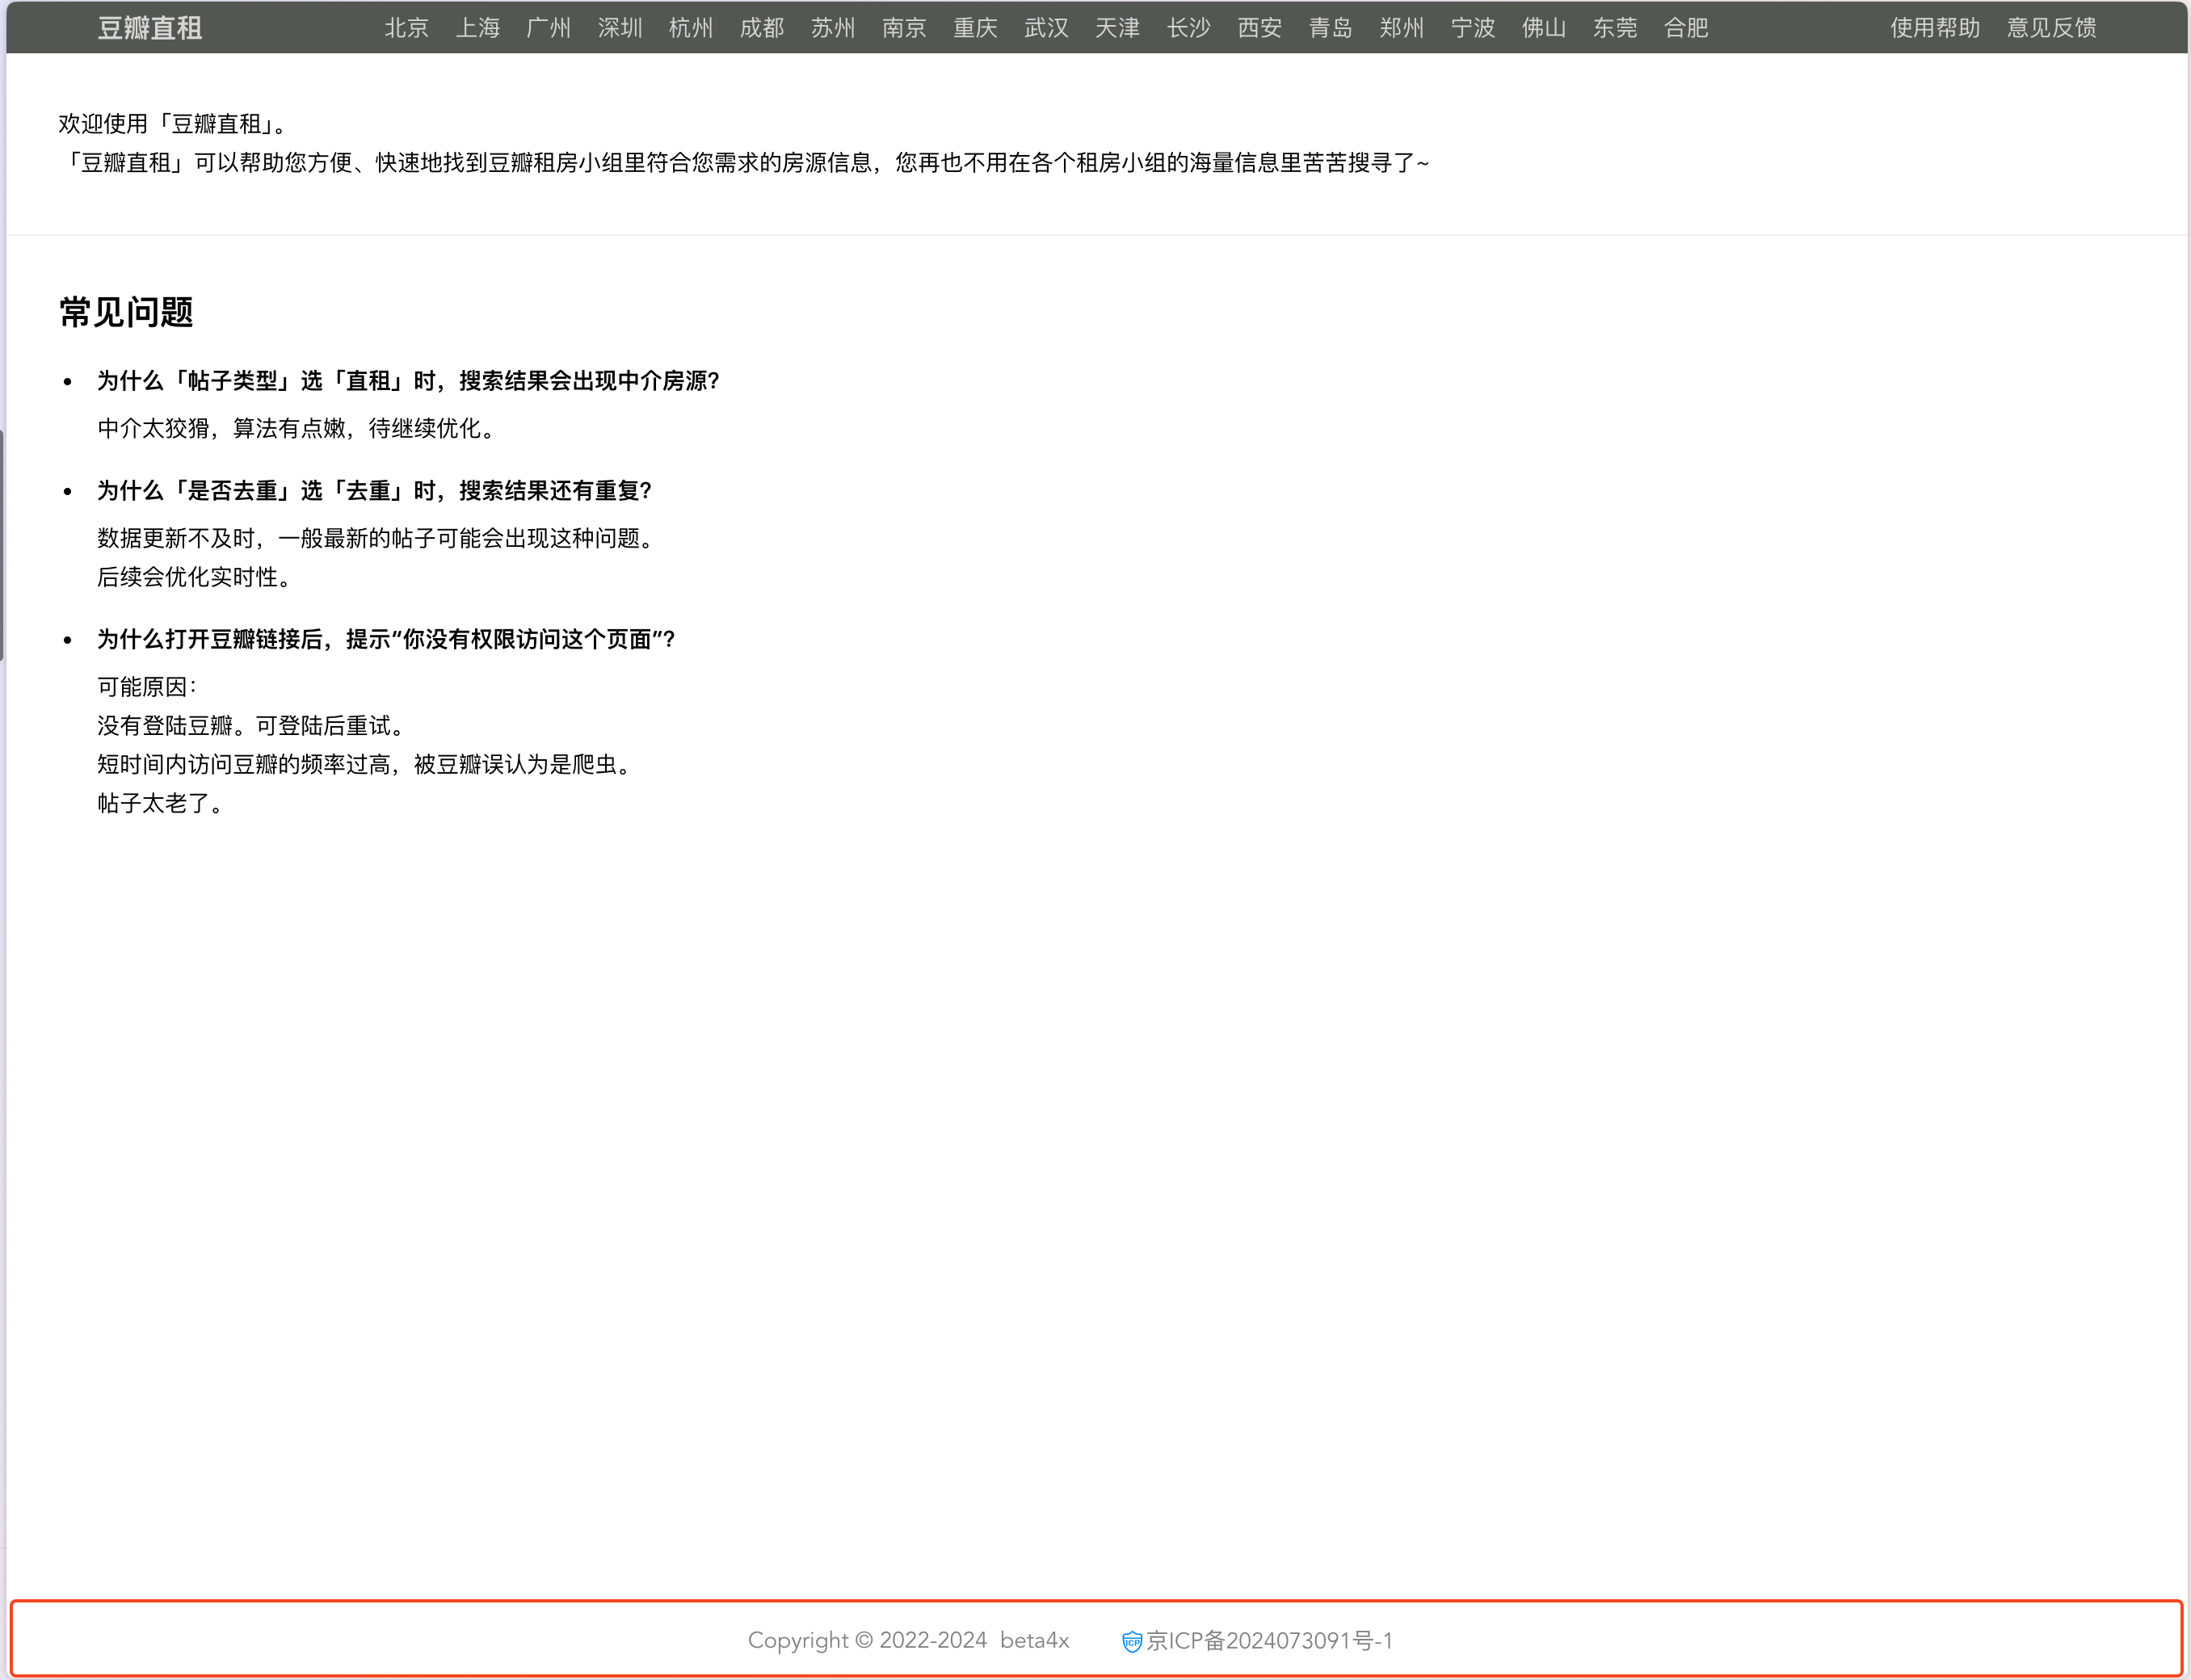 豆瓣直租 北京 上海 广州 深圳 杭州 成都 苏州 南京 重庆 武汉 天津 长沙 西安 青岛 郑州 宁波 佛山 东莞 合肥 使用帮助 意见反馈
欢迎使用「豆瓣直租」。
「豆瓣直租」可以帮助您方便、快速地找到豆瓣租房小组里符合您需求的房源信息，您再也不用在各个租房小组的海量信息里苦苦搜寻了~
常见问题
• 为什么「帖子类型」选「直租」时，搜索结果会出现中介房源?
中介太狡猾，算法有点嫩，待继续优化。
• 为什么「是否去重」选「去重」时，搜索结果还有重复?
数据更新不及时，一般最新的帖子可能会出现这种问题。
后续会优化实时性。
• 为什么打开豆瓣链接后，提示“你没有权限访问这个页面”?
可能原因：
没有登陆豆瓣。可登陆后重试。
短时间内访问豆瓣的频率过高，被豆瓣误认为是爬虫。
帖子太老了。
Copyright © 2022-2024 beta4x ICP 京ICP备2024073091号-1